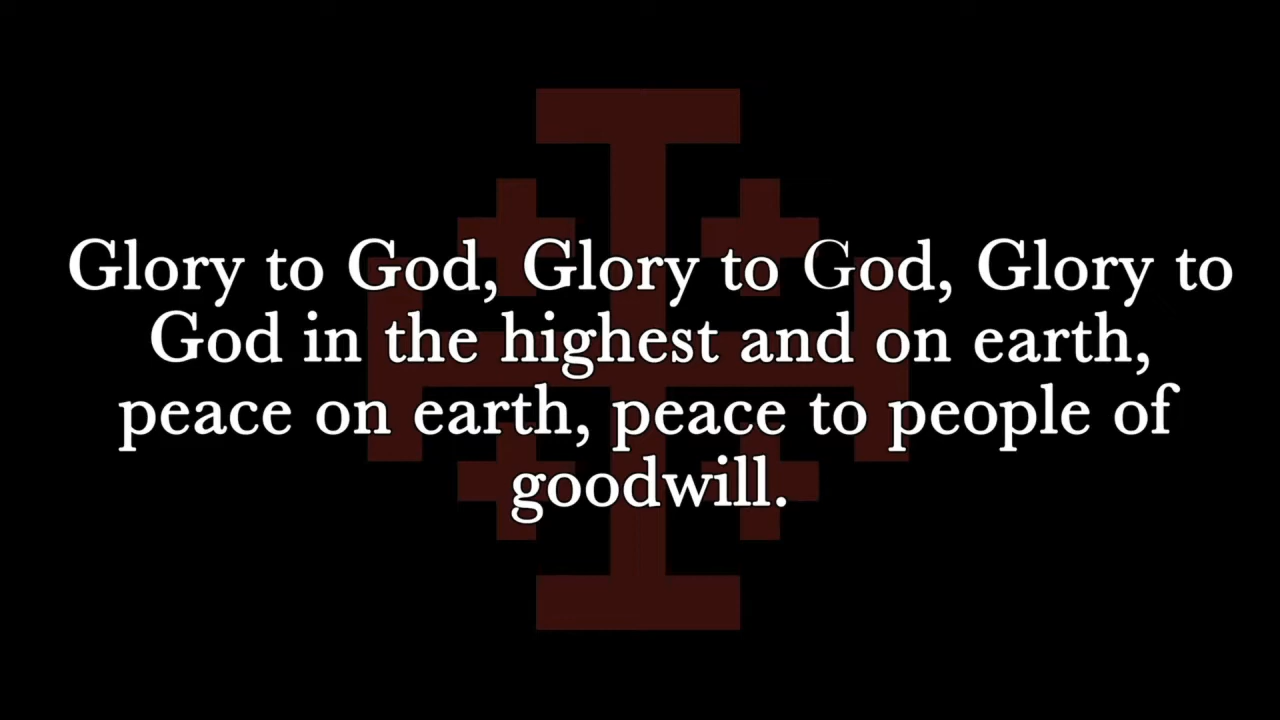 Glory to God, Glory to God, Glory to
God in the highest and on earth,
peace on earth, peace to people of
goodwill.